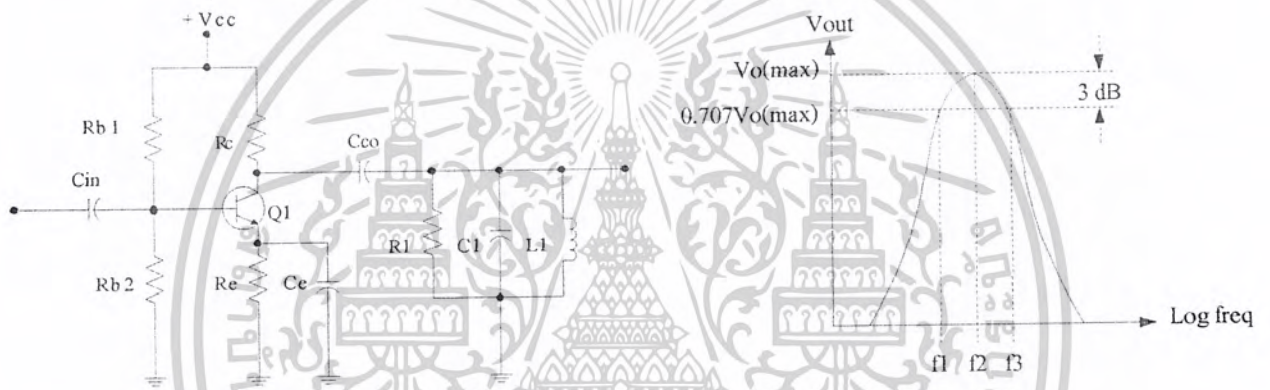 + Vcc
Rb 1
Rc
Cco
Cin
Q1
R1
C1
L1
Rb 2
Re
Ce
Vout
Vo(max)
3 dB
0.707Vo(max)
Log freq
f1 f2 f3